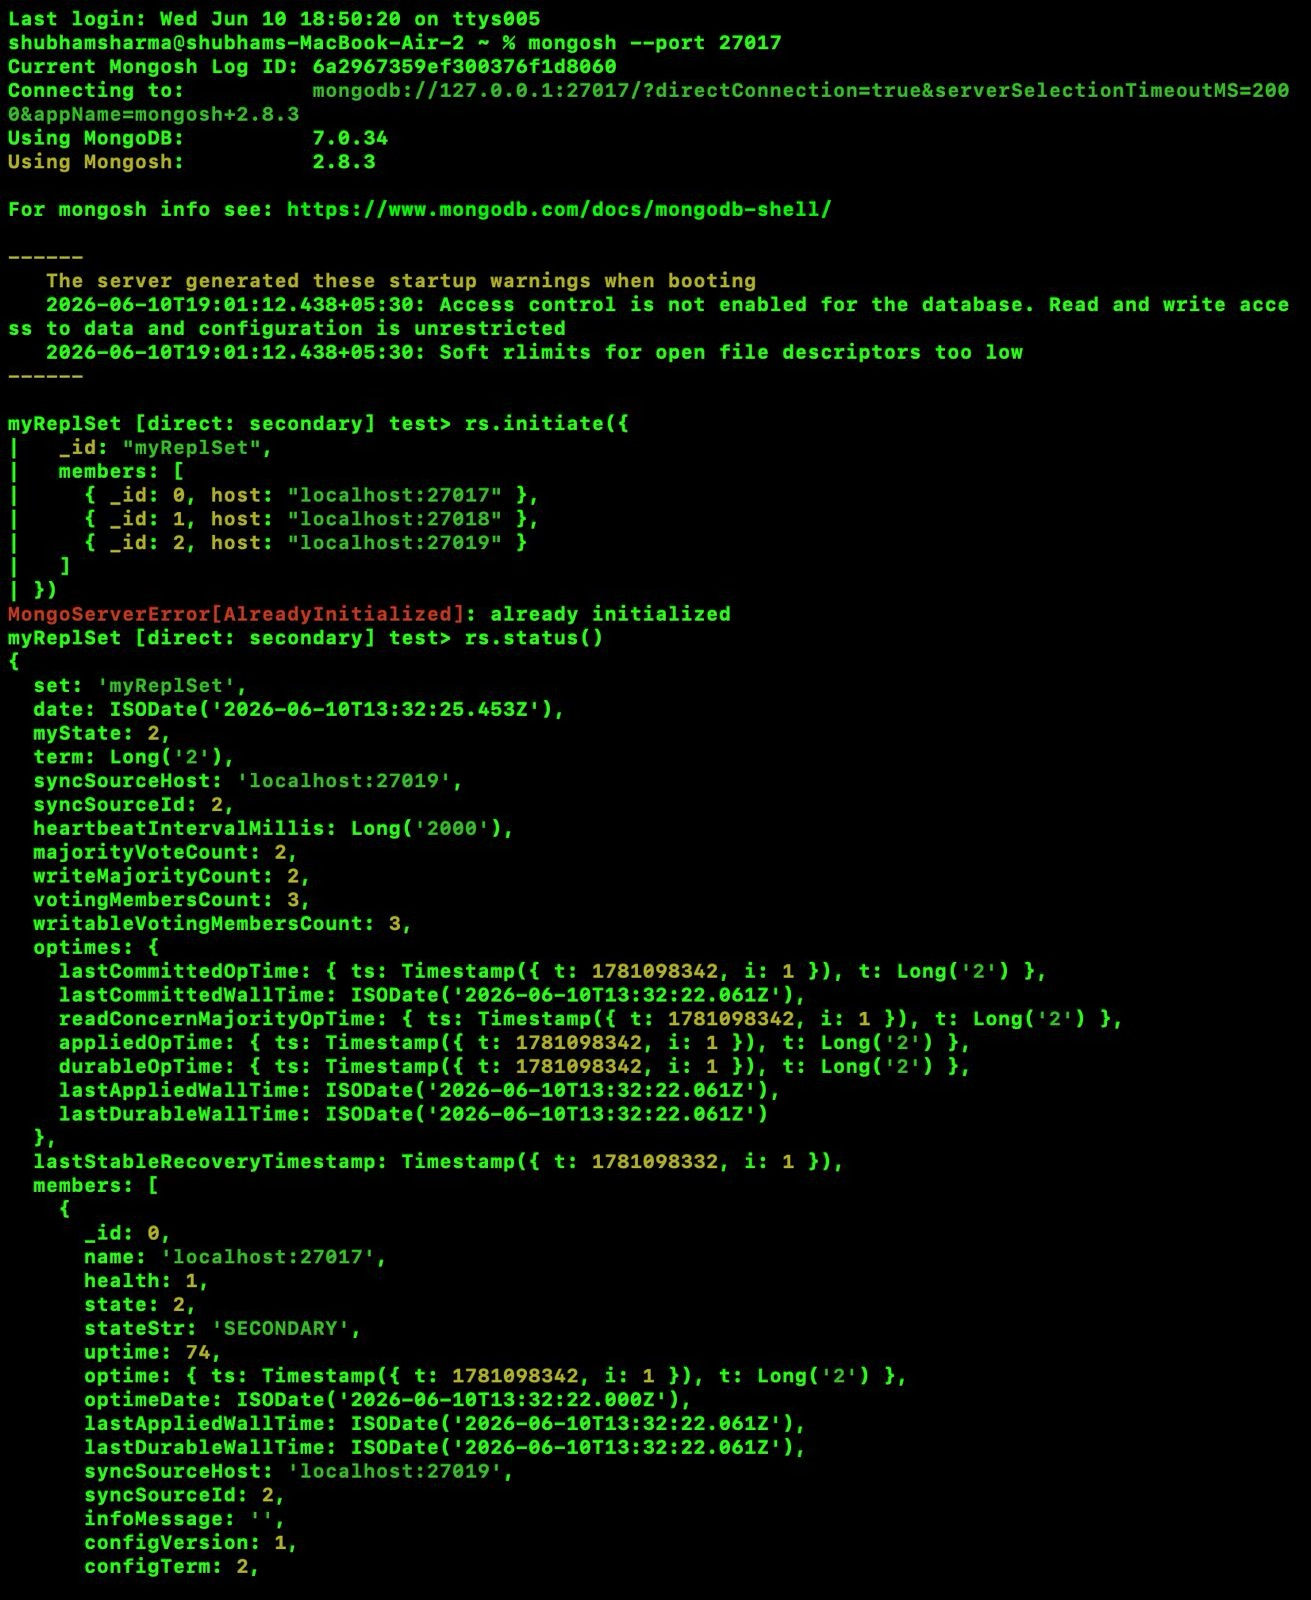 Last login: Wed Jun 10 18:50:20 on ttys005
shubhamsharma@shubhams-MacBook-Air-2 ~ % mongosh --port 27017
Current Mongosh Log ID: 6a2967359ef300376f1d8060
Connecting to:          mongodb://127.0.0.1:27017/?directConnection=true&serverSelectionTimeoutMS=200
0&appName=mongosh+2.8.3
Using MongoDB:          7.0.34
Using Mongosh:          2.8.3
For mongosh info see: https://www.mongodb.com/docs/mongodb-shell/
------
   The server generated these startup warnings when booting
   2026-06-10T19:01:12.438+05:30: Access control is not enabled for the database. Read and write acce
ss to data and configuration is unrestricted
   2026-06-10T19:01:12.438+05:30: Soft rlimits for open file descriptors too low
------
myReplSet [direct: secondary] test> rs.initiate({
|   _id: "myReplSet",
|   members: [
|     { _id: 0, host: "localhost:27017" },
|     { _id: 1, host: "localhost:27018" },
|     { _id: 2, host: "localhost:27019" }
|   ]
| })
MongoServerError[AlreadyInitialized]: already initialized
myReplSet [direct: secondary] test> rs.status()
{
  set: 'myReplSet',
  date: ISODate('2026-06-10T13:32:25.453Z'),
  myState: 2,
  term: Long('2'),
  syncSourceHost: 'localhost:27019',
  syncSourceId: 2,
  heartbeatIntervalMillis: Long('2000'),
  majorityVoteCount: 2,
  writeMajorityCount: 2,
  votingMembersCount: 3,
  writableVotingMembersCount: 3,
  optimes: {
    lastCommittedOpTime: { ts: Timestamp({ t: 1781098342, i: 1 }), t: Long('2') },
    lastCommittedWallTime: ISODate('2026-06-10T13:32:22.061Z'),
    readConcernMajorityOpTime: { ts: Timestamp({ t: 1781098342, i: 1 }), t: Long('2') },
    appliedOpTime: { ts: Timestamp({ t: 1781098342, i: 1 }), t: Long('2') },
    durableOpTime: { ts: Timestamp({ t: 1781098342, i: 1 }), t: Long('2') },
    lastAppliedWallTime: ISODate('2026-06-10T13:32:22.061Z'),
    lastDurableWallTime: ISODate('2026-06-10T13:32:22.061Z')
  },
  lastStableRecoveryTimestamp: Timestamp({ t: 1781098332, i: 1 }),
  members: [
    {
      _id: 0,
      name: 'localhost:27017',
      health: 1,
      state: 2,
      stateStr: 'SECONDARY',
      uptime: 74,
      optime: { ts: Timestamp({ t: 1781098342, i: 1 }), t: Long('2') },
      optimeDate: ISODate('2026-06-10T13:32:22.000Z'),
      lastAppliedWallTime: ISODate('2026-06-10T13:32:22.061Z'),
      lastDurableWallTime: ISODate('2026-06-10T13:32:22.061Z'),
      syncSourceHost: 'localhost:27019',
      syncSourceId: 2,
      infoMessage: '',
      configVersion: 1,
      configTerm: 2,